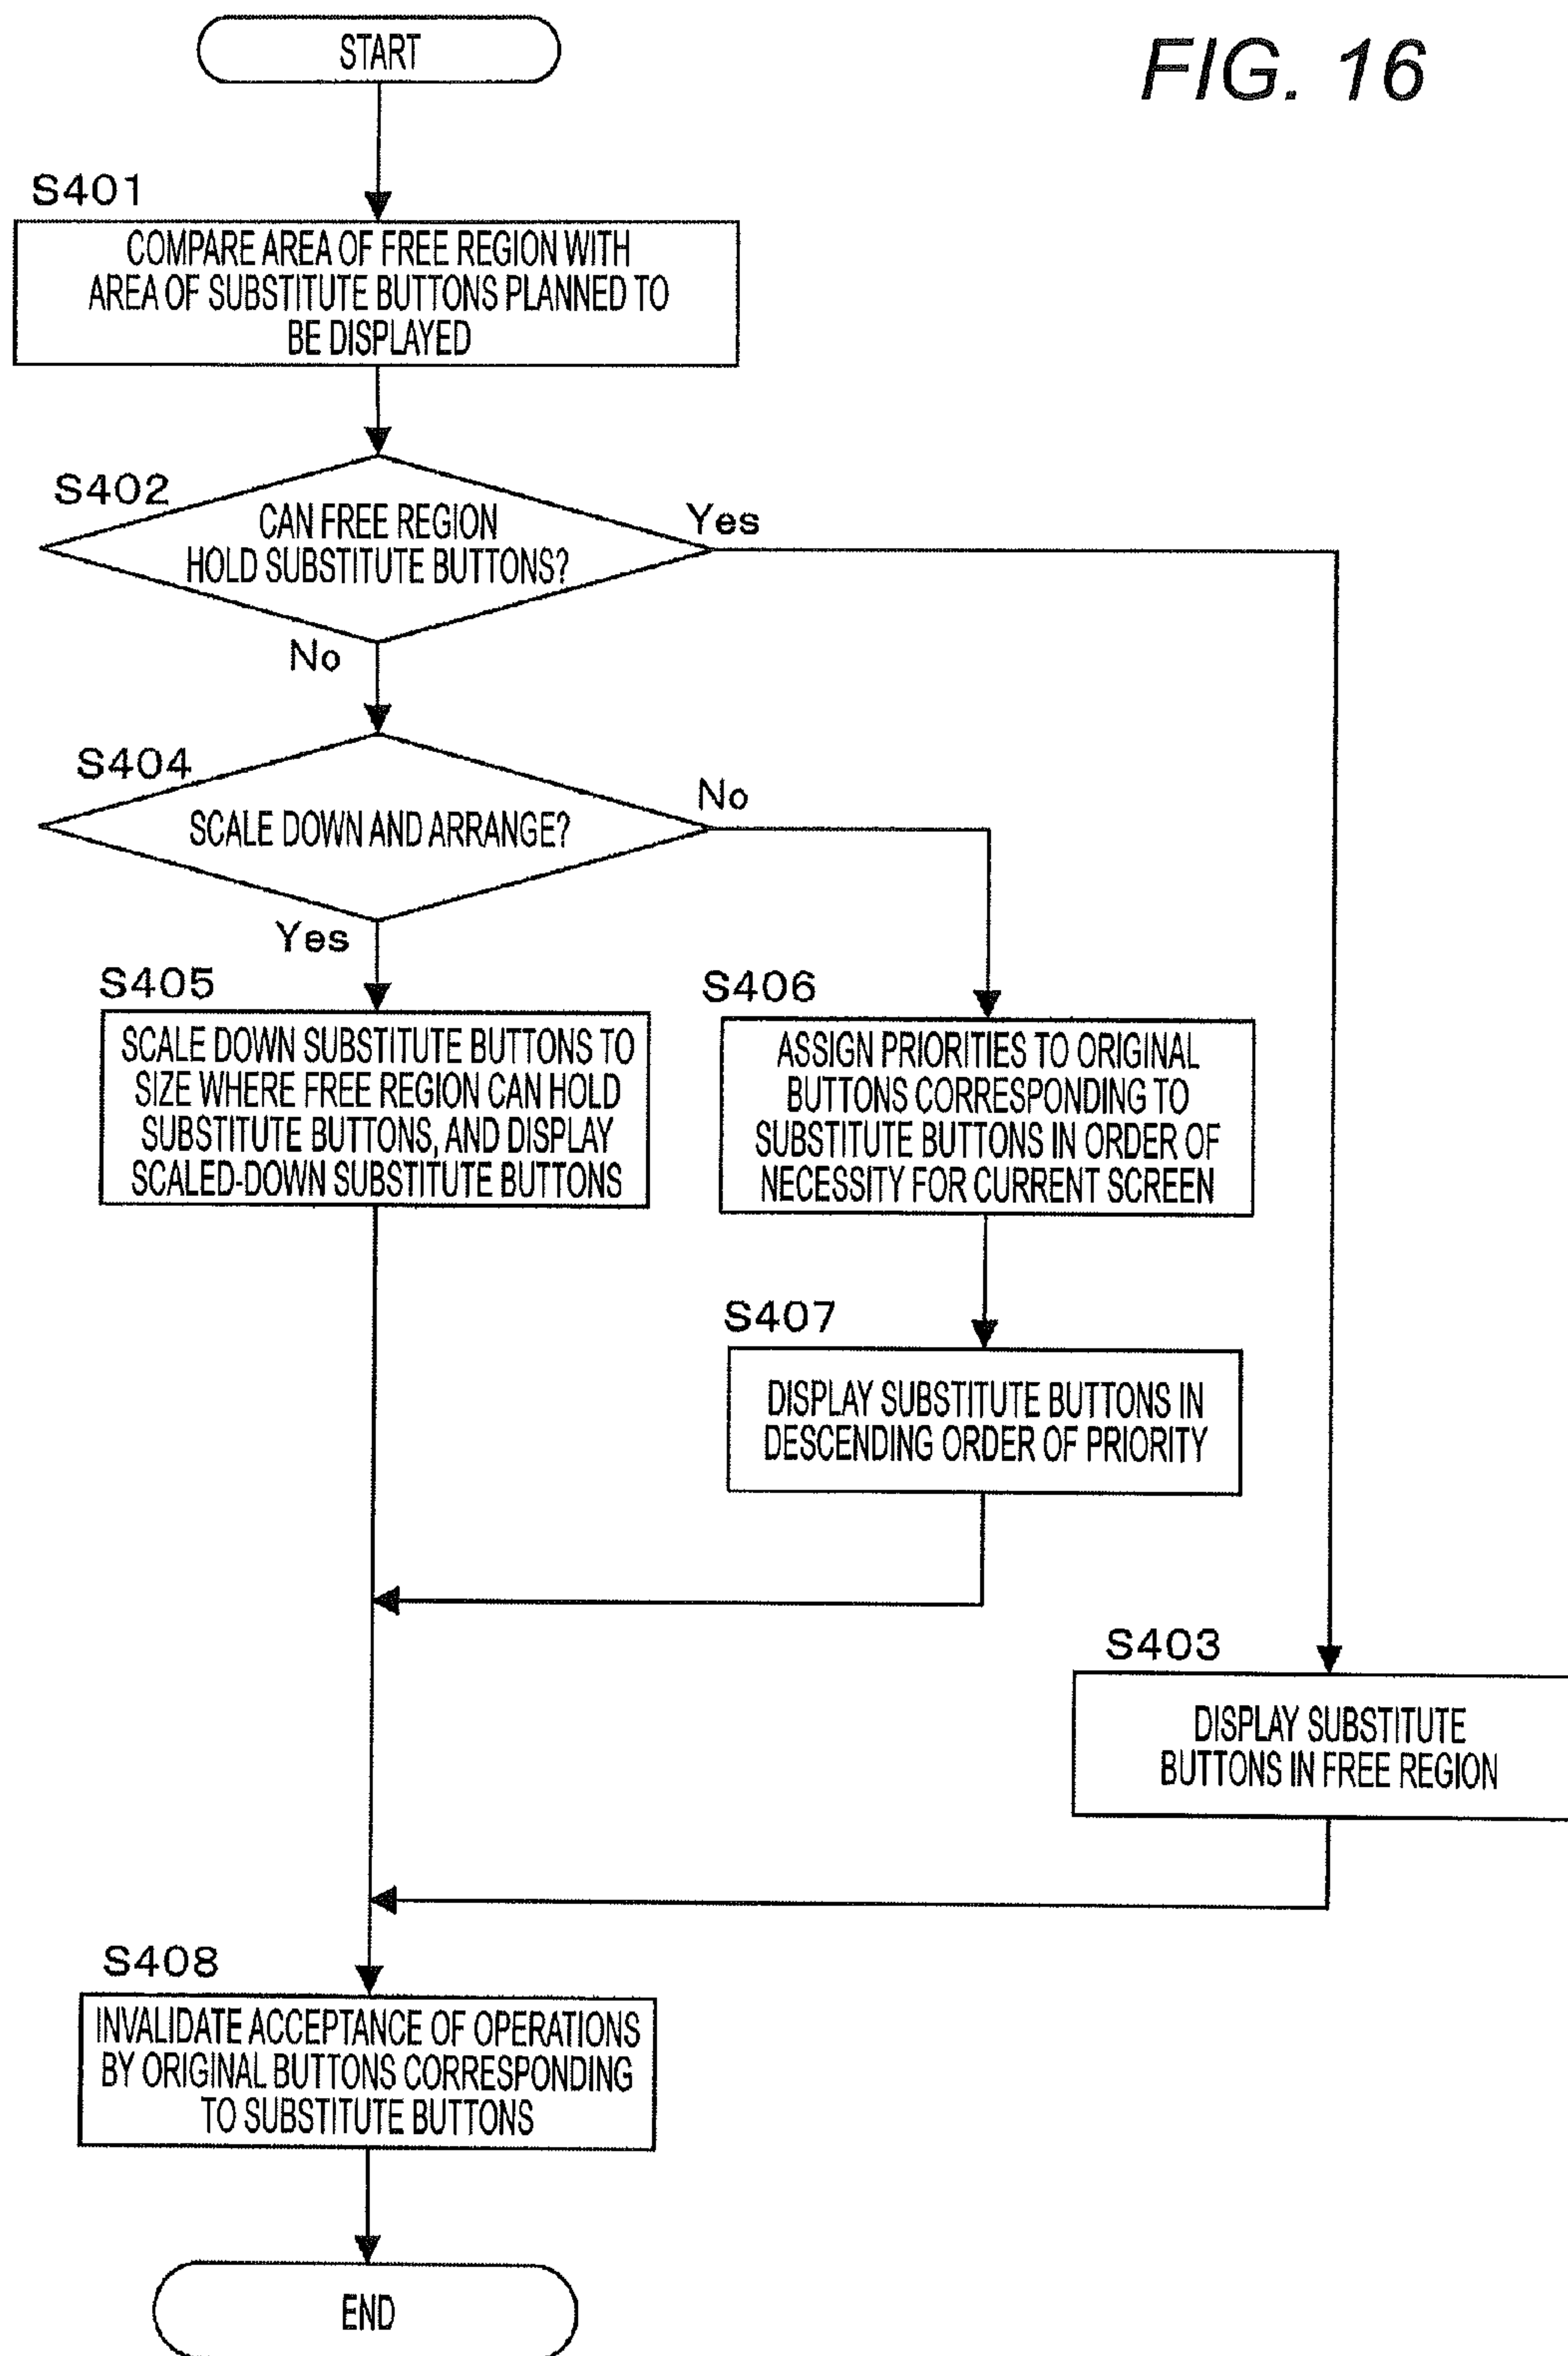 FIG. 16
START
S401
COMPARE AREA OF FREE REGION WITH
AREA OF SUBSTITUTE BUTTONS PLANNED TO
BE DISPLAYED
S402
CAN FREE REGION
HOLD SUBSTITUTE BUTTONS?
Yes
No
S404
SCALE DOWN AND ARRANGE?
No
Yes
S405
SCALE DOWN SUBSTITUTE BUTTONS TO
SIZE WHERE FREE REGION CAN HOLD
SUBSTITUTE BUTTONS, AND DISPLAY
SCALED-DOWN SUBSTITUTE BUTTONS
S406
ASSIGN PRIORITIES TO ORIGINAL
BUTTONS CORRESPONDING TO
SUBSTITUTE BUTTONS IN ORDER OF
NECESSITY FOR CURRENT SCREEN
S407
DISPLAY SUBSTITUTE BUTTONS IN
DESCENDING ORDER OF PRIORITY
S403
DISPLAY SUBSTITUTE
BUTTONS IN FREE REGION
S408
INVALIDATE ACCEPTANCE OF OPERATIONS
BY ORIGINAL BUTTONS CORRESPONDING
TO SUBSTITUTE BUTTONS
END